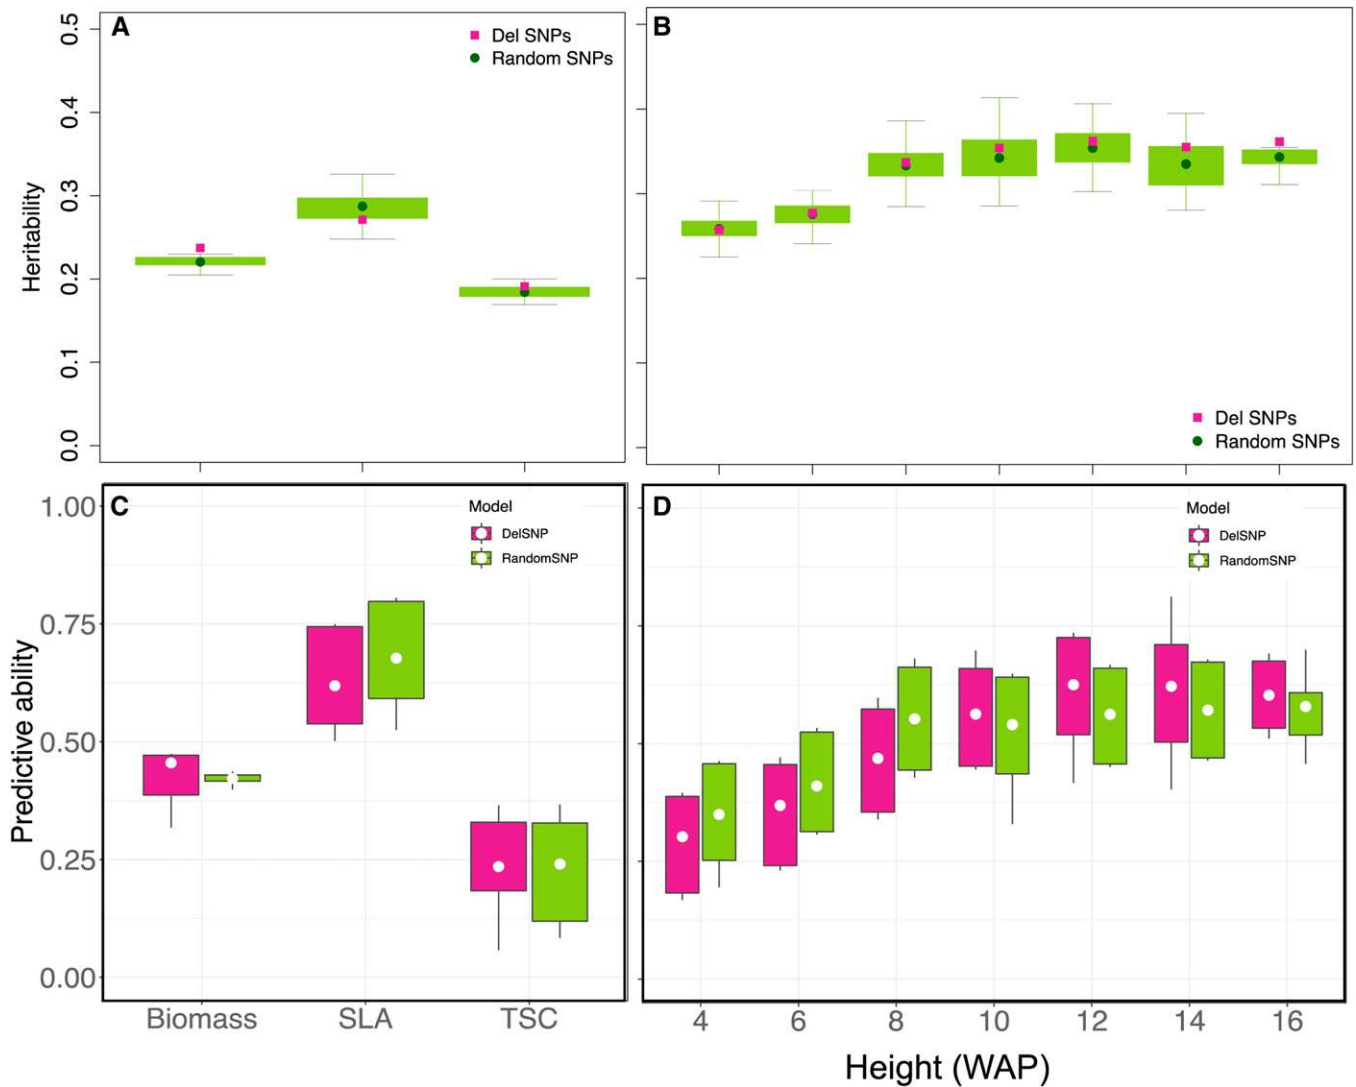 A
Del SNPs
Random SNPs
Heritability
0.5
0.4
0.3
0.2
0.1
0.0
B
Del SNPs
Random SNPs
C
Model
DelSNP
RandomSNP
Predictive ability
1.00
0.75
0.50
0.25
0.00
Biomass SLA TSC
D
Model
DelSNP
RandomSNP
4 6 8 10 12 14 16
Height (WAP)